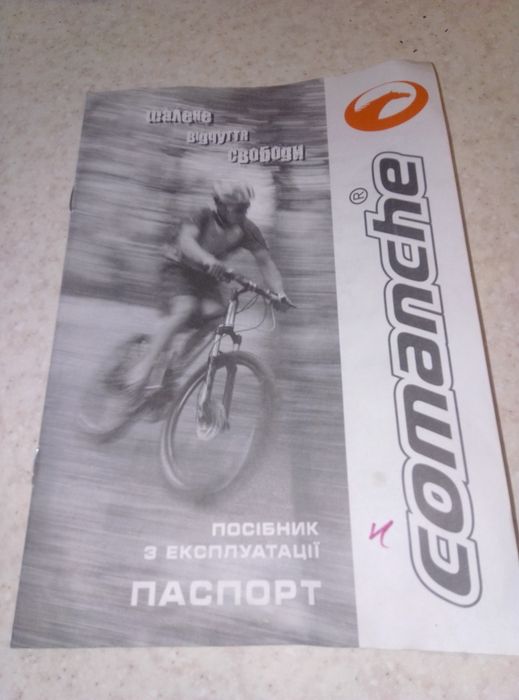 шалене
відчуття
свободи
comanche®
ПОСІБНИК
З ЕКСПЛУАТАЦІЇ
ПАСПОРТ
и